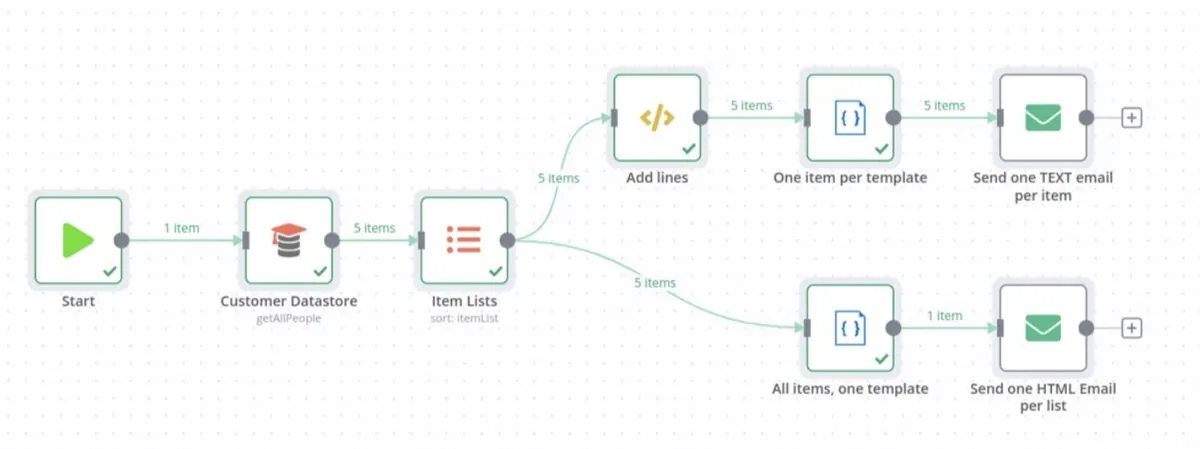 5 items
5 items
</>
{ }
Add lines
One item per template
Send one TEXT email
per item
5 items
1 item
5 items
Start
Customer Datastore
getAllPeople
Item Lists
sort: itemList
5 items
1 item
{ }
All items, one template
Send one HTML Email
per list